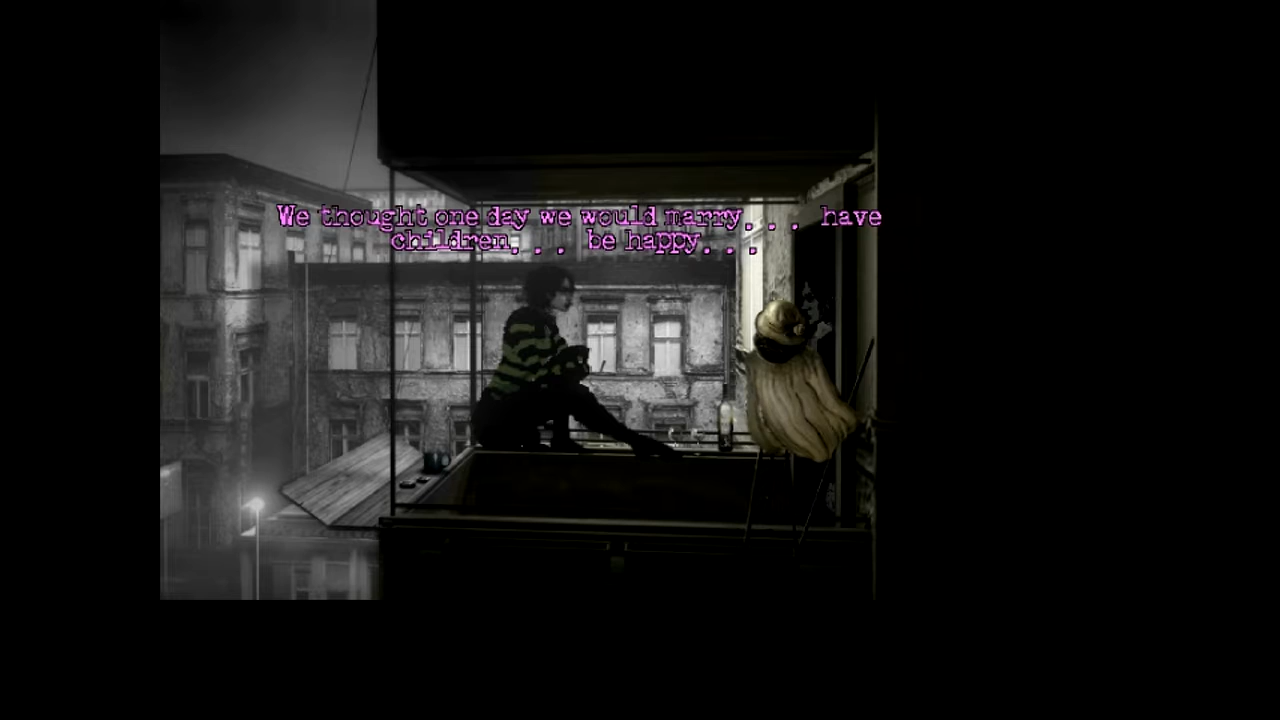 We thought one day we would marry. . . have
children. . . be happy. . .